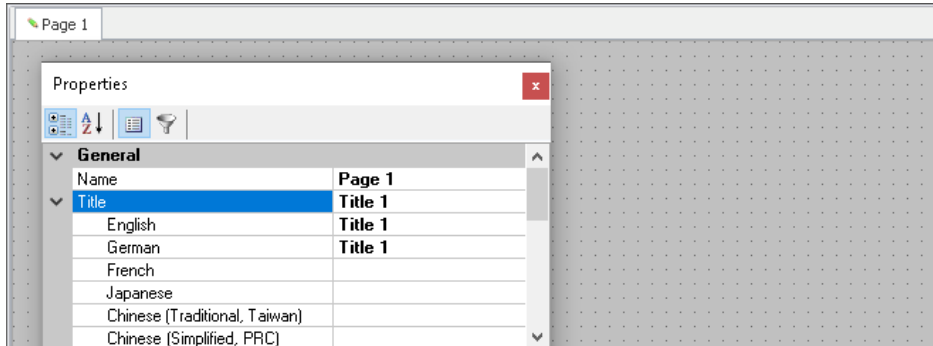 Page 1
Properties
General
Name Page 1
Title Title 1
English Title 1
German Title 1
French
Japanese
Chinese (Traditional, Taiwan)
Chinese (Simplified, PRC)